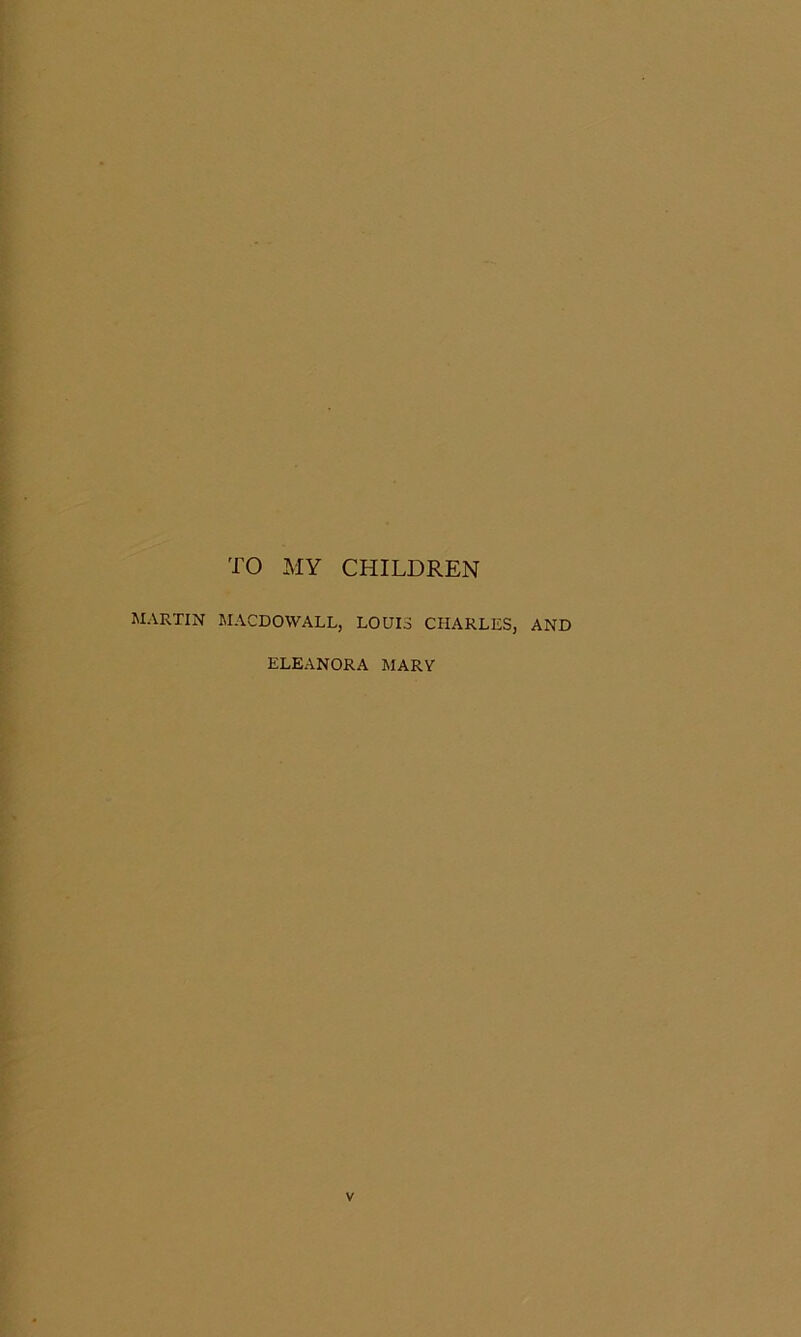 TO MY CHILDREN
MARTIN MACDOWALL, LOUIS CHARLES, AND
ELEANORA MARY
v